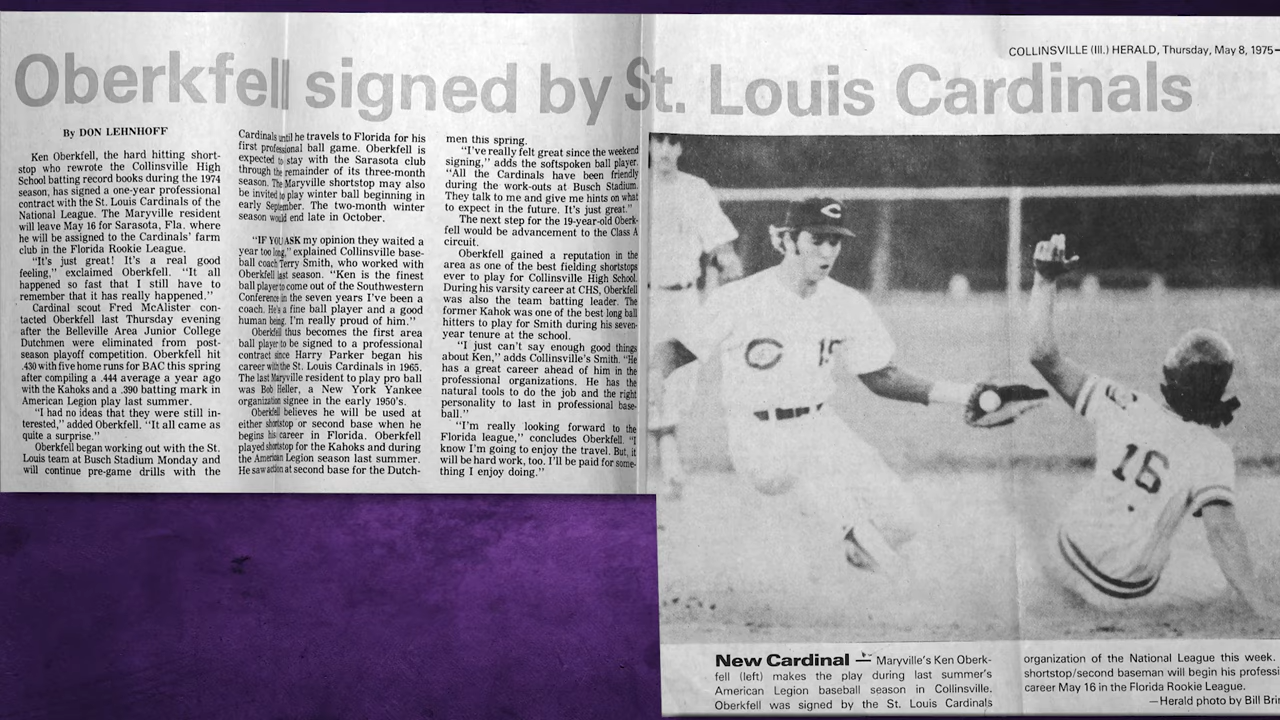 COLLINSVILLE (Ill.) HERALD, Thursday, May 8, 1975—
Oberkfell signed by St. Louis Cardinals
By DON LEHNHOFF
Ken Oberkfell, the hard hitting short-
stop who rewrote the Collinsville High
School batting record books during the 1974
season, has signed a one-year professional
contract with the St. Louis Cardinals of the
National League. The Maryville resident
will leave May 16 for Sarasota, Fla. where
he will be assigned to the Cardinals' farm
club in the Florida Rookie League.
"It's just great! It's a real good
feeling," exclaimed Oberkfell. "It all
happened so fast that I still have to
remember that it has really happened."
Cardinal scout Fred McAlister con-
tacted Oberkfell last Thursday evening
after the Belleville Area Junior College
Dutchmen were eliminated from post-
season playoff competition. Oberkfell hit
.430 with five home runs for BAC this spring
after compiling a .444 average a year ago
with the Kahoks and a .390 batting mark in
American Legion play last summer.
"I had no ideas that they were still in-
terested," added Oberkfell. "It all came as
quite a surprise."
Oberkfell began working out with the St.
Louis team at Busch Stadium Monday and
will continue pre-game drills with the
Cardinals until he travels to Florida for his
first professional ball game. Oberkfell is
expected to stay with the Sarasota club
through the remainder of its three-month
season. The Maryville shortstop may also
be invited to play winter ball beginning in
early September. The two-month winter
season would end late in October.
"IF YOU ASK my opinion they waited a
year too long," explained Collinsville base-
ball coach Terry Smith, who worked with
Oberkfell last season. "Ken is the finest
ball player to come out of the Southwestern
Conference in the seven years I've been a
coach. He's a fine ball player and a good
human being. I'm really proud of him."
Oberkfell thus becomes the first area
ball player to be signed to a professional
contract since Harry Parker began his
career with the St. Louis Cardinals in 1965.
The last Maryville resident to play pro ball
was Bob Heller, a New York Yankee
organization signee in the early 1950's.
Oberkfell believes he will be used at
either shortstop or second base when he
begins his career in Florida. Oberkfell
played shortstop for the Kahoks and during
the American Legion season last summer.
He saw action at second base for the Dutch-
men this spring.
"I've really felt great since the weekend
signing," adds the softspoken ball player.
"All the Cardinals have been friendly
during the work-outs at Busch Stadium.
They talk to me and give me hints on what
to expect in the future. It's just great."
The next step for the 19-year-old Oberk-
fell would be advancement to the Class A
circuit.
Oberkfell gained a reputation in the
area as one of the best fielding shortstops
ever to play for Collinsville High School.
During his varsity career at CHS, Oberkfell
was also the team batting leader. The
former Kahok was one of the best long ball
hitters to play for Smith during his seven-
year tenure at the school.
"I just can't say enough good things
about Ken," adds Collinsville's Smith. "He
has a great career ahead of him in the
professional organizations. He has the
natural tools to do the job and the right
personality to last in professional base-
ball."
"I'm really looking forward to the
Florida league," concludes Oberkfell. "I
know I'm going to enjoy the travel. But, it
will be hard work, too. I'll be paid for some-
thing I enjoy doing."
C
C 15
16
New Cardinal — Maryville's Ken Oberk-
fell (left) makes the play during last summer's
American Legion baseball season in Collinsville.
Oberkfell was signed by the St. Louis Cardinals
organization of the National League this week.
shortstop/second baseman will begin his professi
career May 16 in the Florida Rookie League.
—Herald photo by Bill Bri